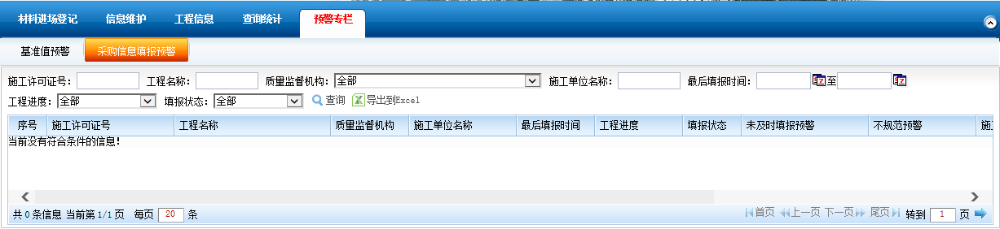 材料进场登记 信息维护 工程信息 查询统计 预警专栏
基准值预警 采购信息填报预警
施工许可证号： 工程名称： 质量监督机构： 全部 施工单位名称： 最后填报时间： 至
工程进度： 全部 填报状态： 全部 查询 导出到Excel
序号 施工许可证号 工程名称 质量监督机构 施工单位名称 最后填报时间 工程进度 填报状态 未及时填报预警 不规范预警 施
当前没有符合条件的信息！
共 0 条信息 当前第 1/1 页 每页 20 条 首页 上一页 下一页 尾页 转到 1 页